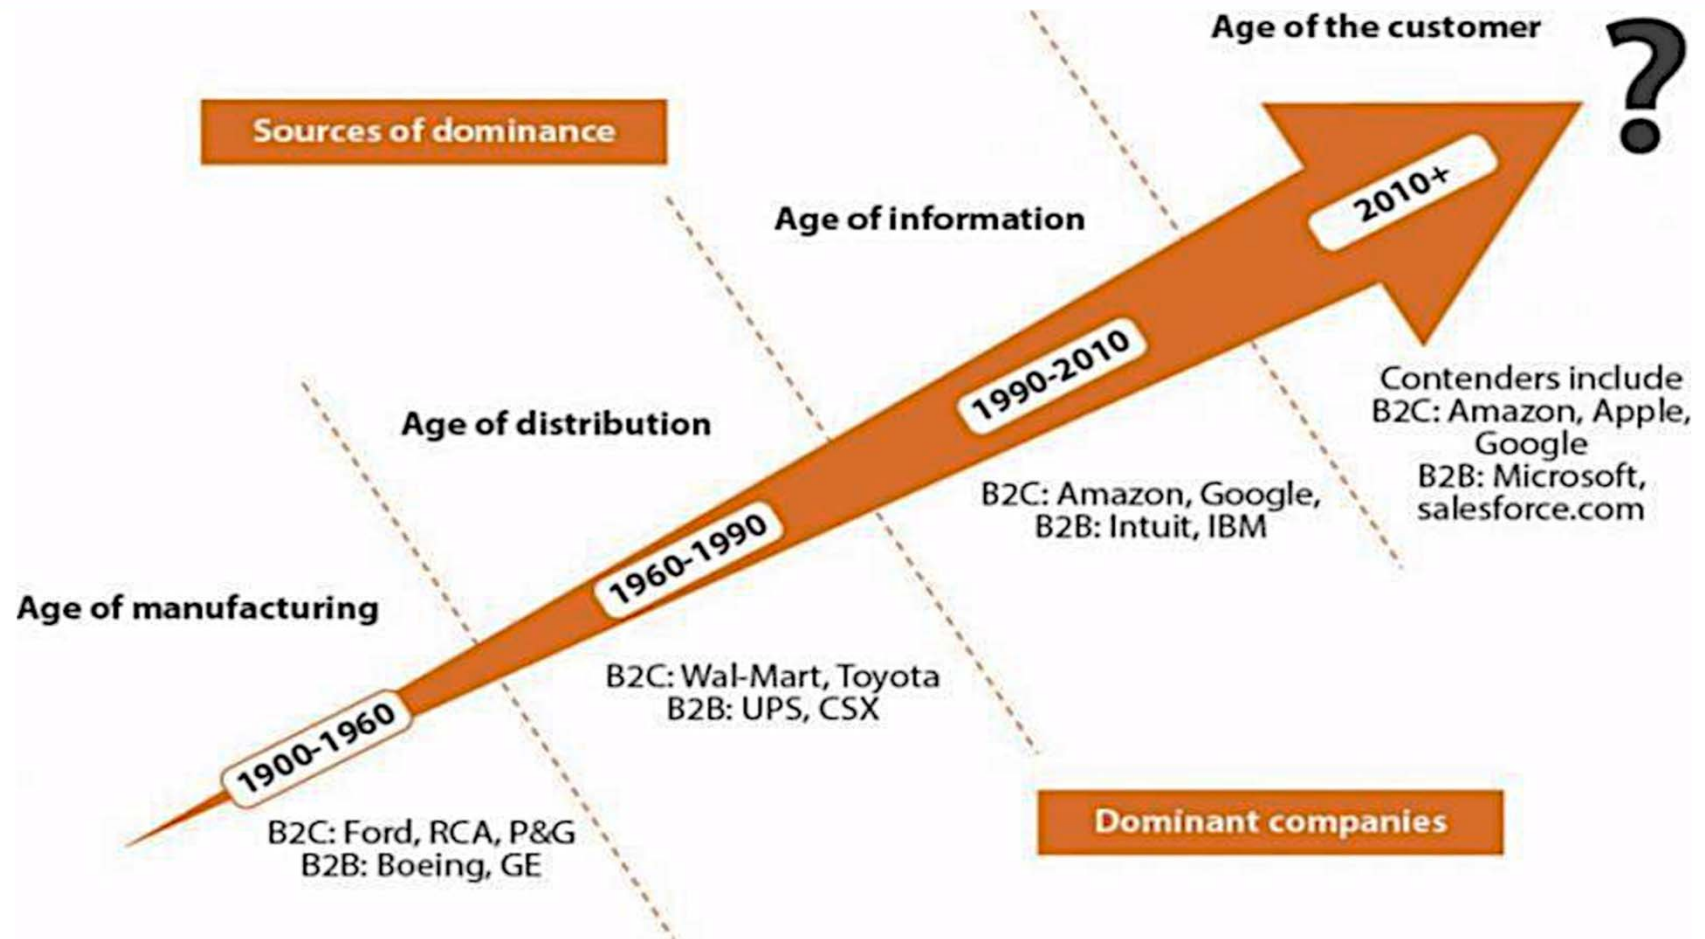 Age of the customer
?
Sources of dominance
2010+
Age of information
1990-2010
Contenders include
B2C: Amazon, Apple,
Google
B2B: Microsoft,
salesforce.com
Age of distribution
B2C: Amazon, Google,
B2B: Intuit, IBM
1960-1990
Age of manufacturing
B2C: Wal-Mart, Toyota
B2B: UPS, CSX
1900-1960
Dominant companies
B2C: Ford, RCA, P&G
B2B: Boeing, GE